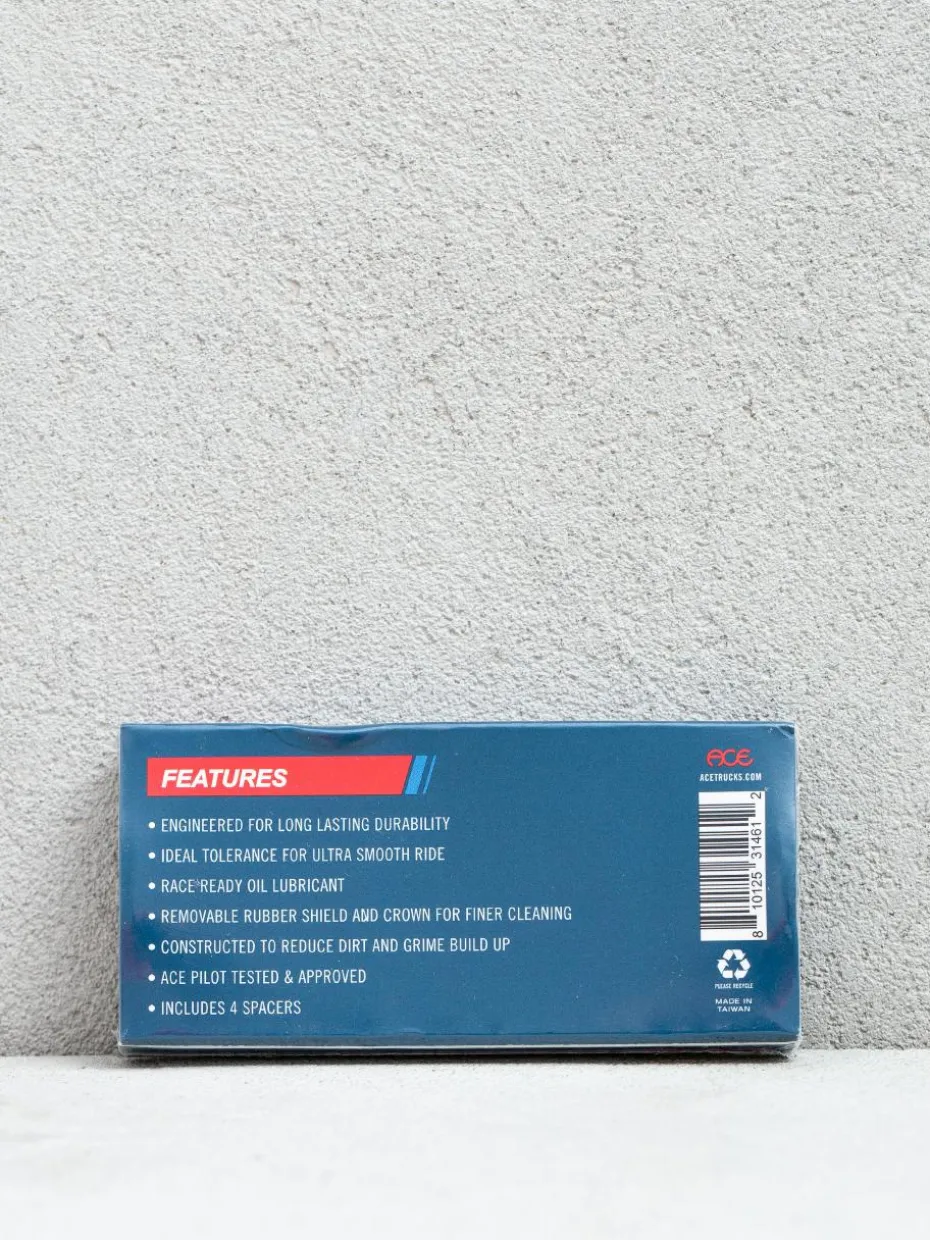 FEATURES
• ENGINEERED FOR LONG LASTING DURABILITY
• IDEAL TOLERANCE FOR ULTRA SMOOTH RIDE
• RACE READY OIL LUBRICANT
• REMOVABLE RUBBER SHIELD AND CROWN FOR FINER CLEANING
• CONSTRUCTED TO REDUCE DIRT AND GRIME BUILD UP
• ACE PILOT TESTED & APPROVED
• INCLUDES 4 SPACERS
ACE
ACETRUCKS.COM
8 10125 31461 2
PLEASE RECYCLE
MADE IN
TAIWAN